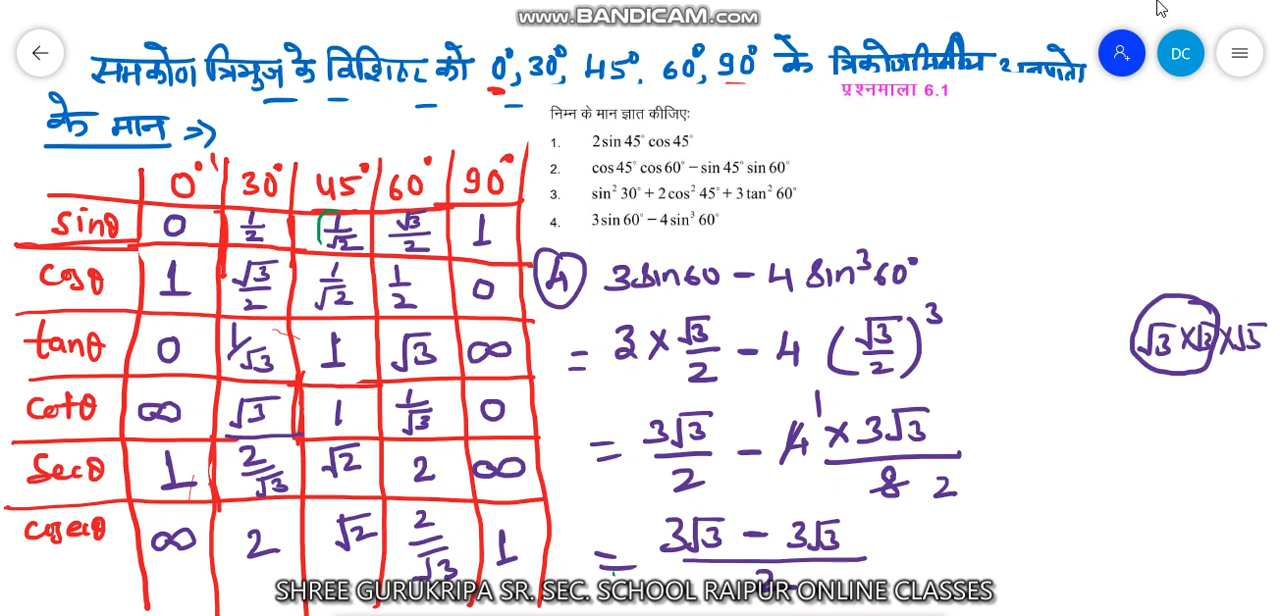 www.BANDICAM.com
समकोण त्रिभुज के विशिष्ट को 0°, 30°, 45°, 60°, 90° के त्रिकोणमितीय
के मान ⇒
DC
प्रश्नमाला 6.1
निम्न के मान ज्ञात कीजिए:
1. 2sin 45° cos 45°
2. cos 45° cos 60° − sin 45° sin 60°
3. sin² 30° + 2cos² 45° + 3 tan² 60°
4. 3sin 60° − 4sin³ 60°
0° 30° 45° 60° 90°
sinθ 0 1/2 1/√2 √3/2 1
cosθ 1 √3/2 1/√2 1/2 0
tanθ 0 1/√3 1 √3 ∞
cotθ ∞ √3 1 1/√3 0
secθ 1 2/√3 √2 2 ∞
cosecθ ∞ 2 √2 2/√3 1
4 3sin60 − 4 sin³60°
= 3 × √3/2 − 4 (√3/2)³
√3 × √3 × √3
= 3√3/2 − 4 1 × 3√3 / 8 2
= 3√3 − 3√3 / 2
SHREE GURUKRIPA SR. SEC. SCHOOL RAIPUR ONLINE CLASSES